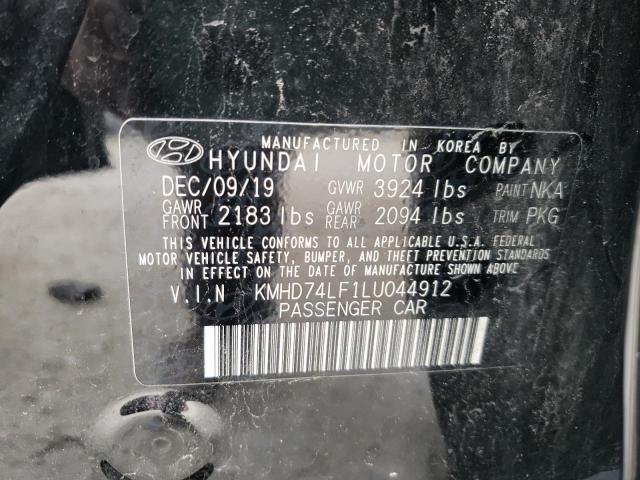 MANUFACTURED IN KOREA BY
HYUNDAI MOTOR COMPANY
DEC/09/19 GVWR 3924 lbs PAINT NKA
GAWR FRONT 2183 lbs GAWR REAR 2094 lbs TRIM PKG
THIS VEHICLE CONFORMS TO ALL APPLICABLE U.S.A. FEDERAL
MOTOR VEHICLE SAFETY, BUMPER, AND THEFT PREVENTION STANDARDS
IN EFFECT ON THE DATE OF MANUFACTURE SHOWN ABOVE
V.I.N KMHD74LF1LU044912
PASSENGER CAR